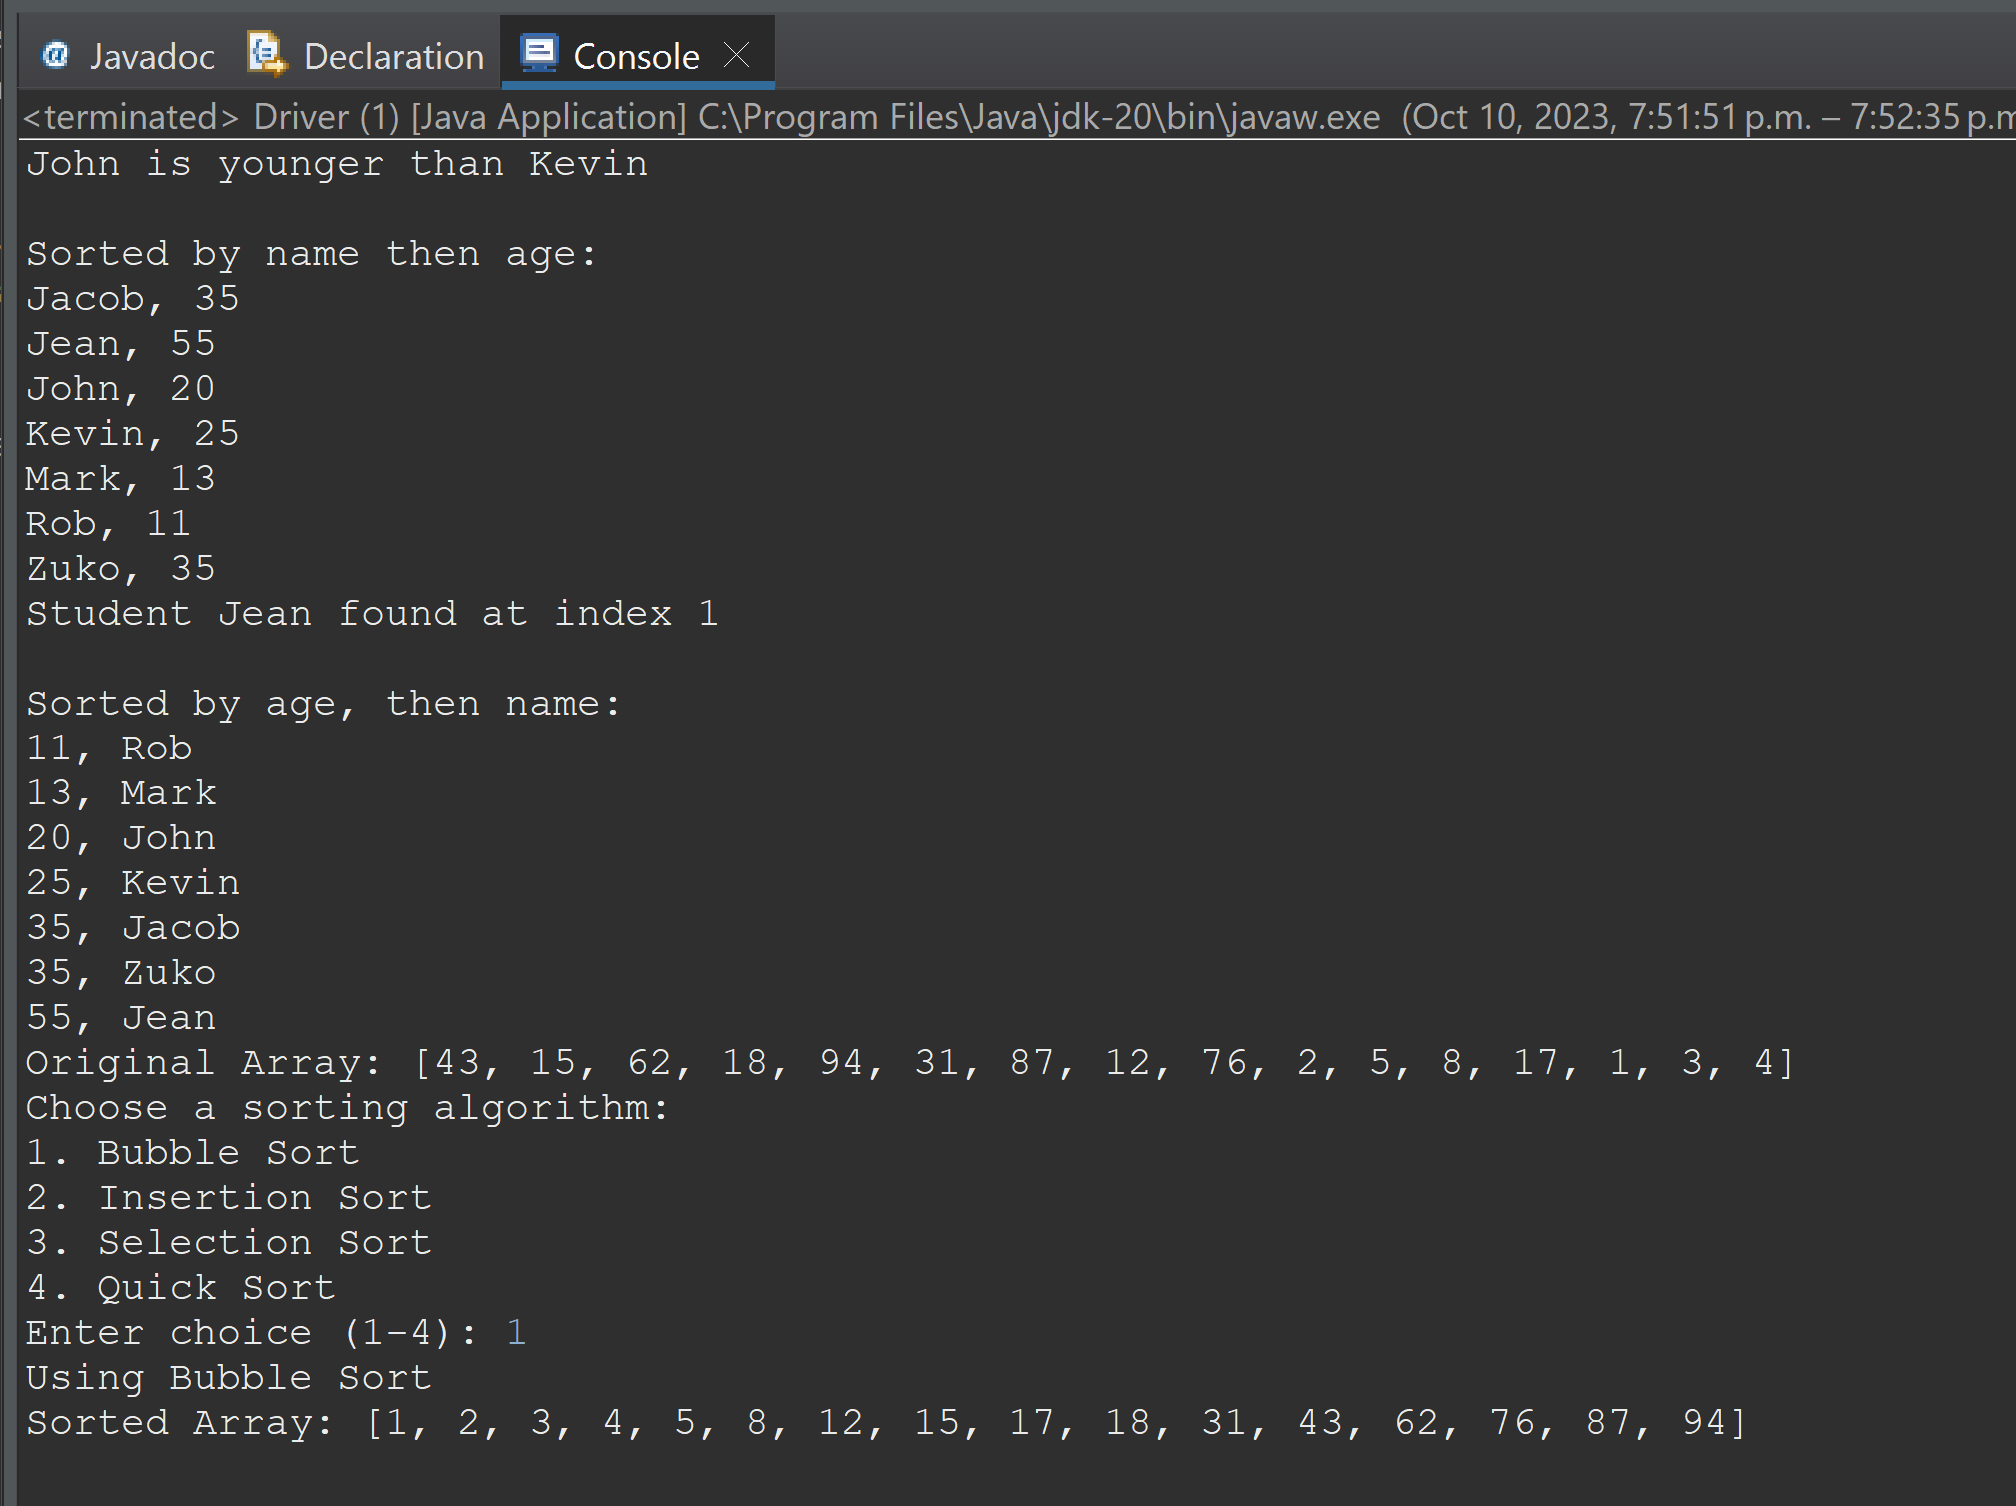 Javadoc Declaration Console
<terminated> Driver (1) [Java Application] C:\Program Files\Java\jdk-20\bin\javaw.exe (Oct 10, 2023, 7:51:51 p.m. – 7:52:35 p.m
John is younger than Kevin
Sorted by name then age:
Jacob, 35
Jean, 55
John, 20
Kevin, 25
Mark, 13
Rob, 11
Zuko, 35
Student Jean found at index 1
Sorted by age, then name:
11, Rob
13, Mark
20, John
25, Kevin
35, Jacob
35, Zuko
55, Jean
Original Array: [43, 15, 62, 18, 94, 31, 87, 12, 76, 2, 5, 8, 17, 1, 3, 4]
Choose a sorting algorithm:
1. Bubble Sort
2. Insertion Sort
3. Selection Sort
4. Quick Sort
Enter choice (1-4): 1
Using Bubble Sort
Sorted Array: [1, 2, 3, 4, 5, 8, 12, 15, 17, 18, 31, 43, 62, 76, 87, 94]